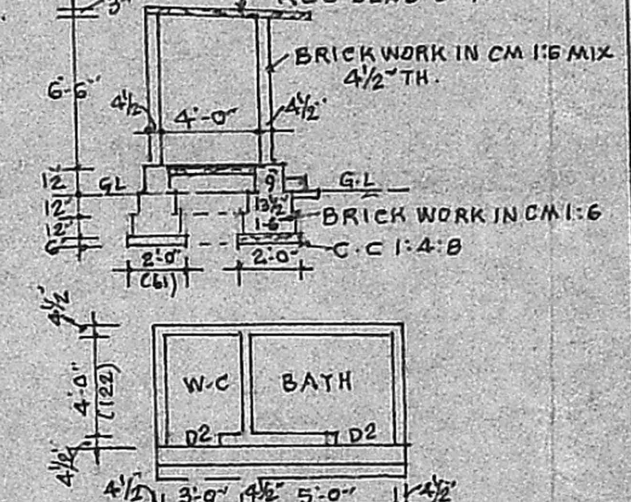 3"
BRICKWORK IN CM 1:6 MIX
4½" TH.
6'-6"
4½ 4'-0" 4½"
12" GL 9" G.L
12" 13½"
12" 1-6" BRICK WORK IN CM 1:6
6" C.C 1:4:8
2'-0" 2'-0"
(61)
4½"
4'-0"
(122)
4½"
W.C BATH
D2 D2
4½" 3'-0" 4½" 5'-0" 4½"